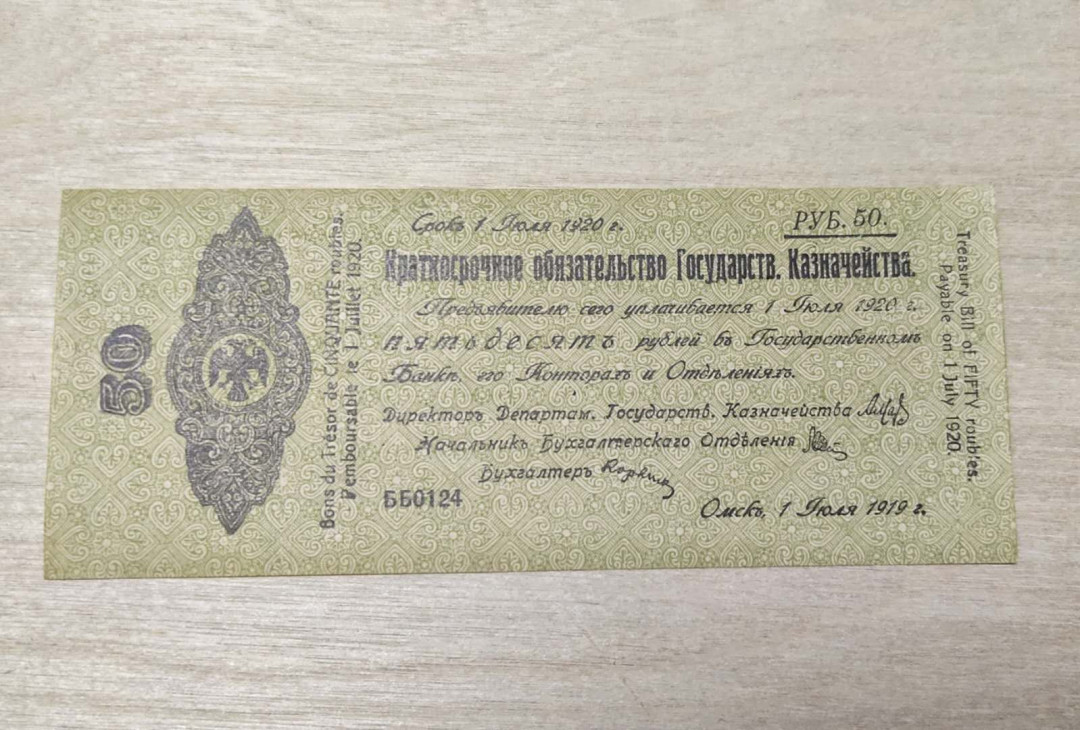 50
Bons du Trésor de CINQUANTE roubles.
Remboursable le 1 Juillet 1920.
Срокъ 1 Іюля 1920 г.
РУБ. 50.
Краткосрочное обязательство Государств. Казначейства.
Предъявителю сего уплачивается 1 Іюля 1920 г.
пятьдесятъ рублей въ Государственномъ
Банкѣ, его Конторахъ и Отдѣленіяхъ.
Директоръ Департам. Государств. Казначейства
Начальникъ Бухгалтерскаго Отдѣленія
Бухгалтеръ
ББ0124
Омскъ, 1 Іюля 1919 г.
Treasury Bill of FIFTY roubles.
Payable on 1 July 1920.